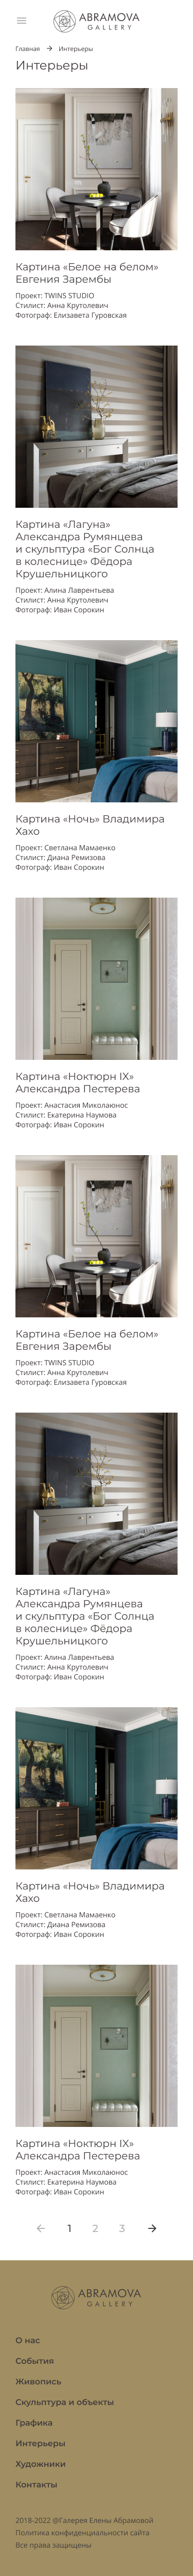 ABRAMOVA
GALLERY
Главная → Интерьеры
Интерьеры
Картина «Белое на белом»
Евгения Зарембы
Проект: TWINS STUDIO
Стилист: Анна Крутолевич
Фотограф: Елизавета Гуровская
Картина «Лагуна»
Александра Румянцева
и скульптура «Бог Солнца
в колеснице» Фёдора
Крушельницкого
Проект: Алина Лаврентьева
Стилист: Анна Крутолевич
Фотограф: Иван Сорокин
Картина «Ночь» Владимира
Хахо
Проект: Светлана Мамаенко
Стилист: Диана Ремизова
Фотограф: Иван Сорокин
Картина «Ноктюрн IX»
Александра Пестерева
Проект: Анастасия Миколаюнос
Стилист: Екатерина Наумова
Фотограф: Иван Сорокин
Картина «Белое на белом»
Евгения Зарембы
Проект: TWINS STUDIO
Стилист: Анна Крутолевич
Фотограф: Елизавета Гуровская
Картина «Лагуна»
Александра Румянцева
и скульптура «Бог Солнца
в колеснице» Фёдора
Крушельницкого
Проект: Алина Лаврентьева
Стилист: Анна Крутолевич
Фотограф: Иван Сорокин
Картина «Ночь» Владимира
Хахо
Проект: Светлана Мамаенко
Стилист: Диана Ремизова
Фотограф: Иван Сорокин
Картина «Ноктюрн IX»
Александра Пестерева
Проект: Анастасия Миколаюнос
Стилист: Екатерина Наумова
Фотограф: Иван Сорокин
← 1 2 3 →
ABRAMOVA
GALLERY
О нас
События
Живопись
Скульптура и объекты
Графика
Интерьеры
Художники
Контакты
2018-2022 @Галерея Елены Абрамовой
Политика конфиденциальности сайта
Все права защищены